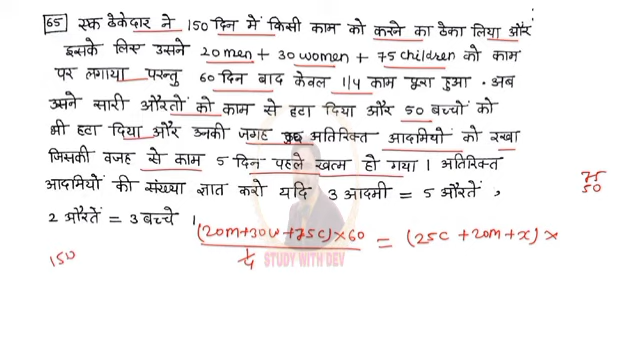 65) एक ठेकेदार ने 150 दिन में किसी काम को करने का ठेका लिया और
इसके लिए उसने 20 men + 30 women + 75 children को काम
पर लगाया परन्तु 60 दिन बाद केवल 1/4 काम पूरा हुआ . अब
उसने सारी औरतों को काम से हटा दिया और 50 बच्चों को
भी हटा दिया और उनकी जगह कुछ अतिरिक्त आदमियों को रखा
जिसकी वजह से काम 5 दिन पहले खत्म हो गया । अतिरिक्त
आदमियों की संख्या ज्ञात करो यदि 3 आदमी = 5 औरतें ,
2 औरतें = 3 बच्चे ।
75
50
150
(20M+30W+75C)×60 / 1/4 = (25C + 20M + x) ×
STUDY WITH DEV